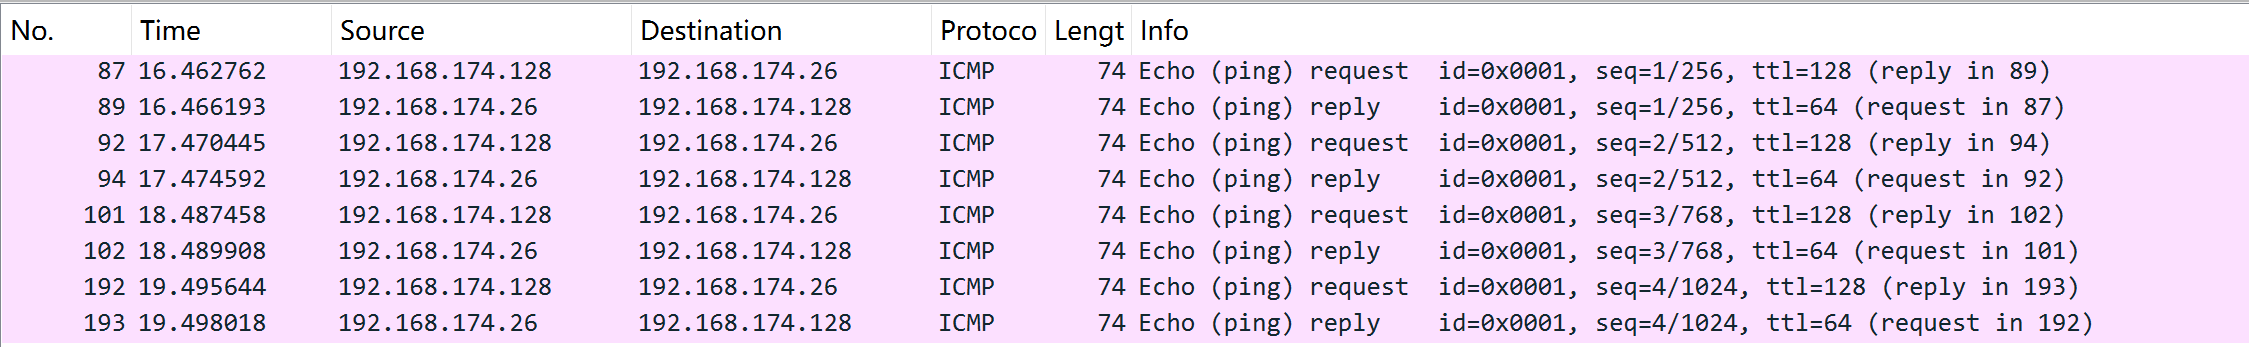 No. Time Source Destination Protoco Lengt Info
87 16.462762 192.168.174.128 192.168.174.26 ICMP 74 Echo (ping) request id=0x0001, seq=1/256, ttl=128 (reply in 89)
89 16.466193 192.168.174.26 192.168.174.128 ICMP 74 Echo (ping) reply id=0x0001, seq=1/256, ttl=64 (request in 87)
92 17.470445 192.168.174.128 192.168.174.26 ICMP 74 Echo (ping) request id=0x0001, seq=2/512, ttl=128 (reply in 94)
94 17.474592 192.168.174.26 192.168.174.128 ICMP 74 Echo (ping) reply id=0x0001, seq=2/512, ttl=64 (request in 92)
101 18.487458 192.168.174.128 192.168.174.26 ICMP 74 Echo (ping) request id=0x0001, seq=3/768, ttl=128 (reply in 102)
102 18.489908 192.168.174.26 192.168.174.128 ICMP 74 Echo (ping) reply id=0x0001, seq=3/768, ttl=64 (request in 101)
192 19.495644 192.168.174.128 192.168.174.26 ICMP 74 Echo (ping) request id=0x0001, seq=4/1024, ttl=128 (reply in 193)
193 19.498018 192.168.174.26 192.168.174.128 ICMP 74 Echo (ping) reply id=0x0001, seq=4/1024, ttl=64 (request in 192)